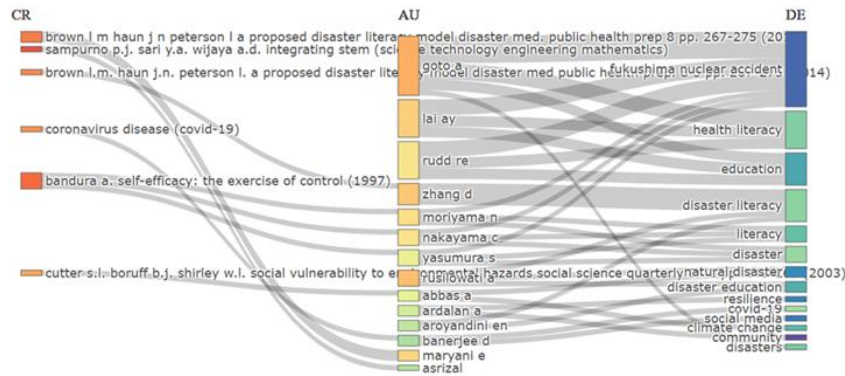 CR
AU
DE
brown l m haun j n peterson l a proposed disaster literacy model disaster med. public health prep 8 pp. 267-275 (20
sampurno p.j. sari y.a. wijaya a.d. integrating stem (science technology engineering mathematics)
brown l.m. haun j.n. peterson l. a proposed disaster literacy model disaster med public health prep. 2014)
coronavirus disease (covid-19)
bandura a. self-efficacy: the exercise of control (1997)
cutter s.l. boruff b.j. shirley w.l. social vulnerability to environmental hazards social science quarterly 2003)
goto a
lai ay
rudd re
zhang d
moriyama n
nakayama c
yasumura s
rusilowati a
abbas a
ardalan a
aroyandini en
banerjee d
maryani e
asrizal
fukushima nuclear accident
health literacy
education
disaster literacy
literacy
disaster
natural disaster
disaster education
resilience
covid-19
social media
climate change
community
disasters